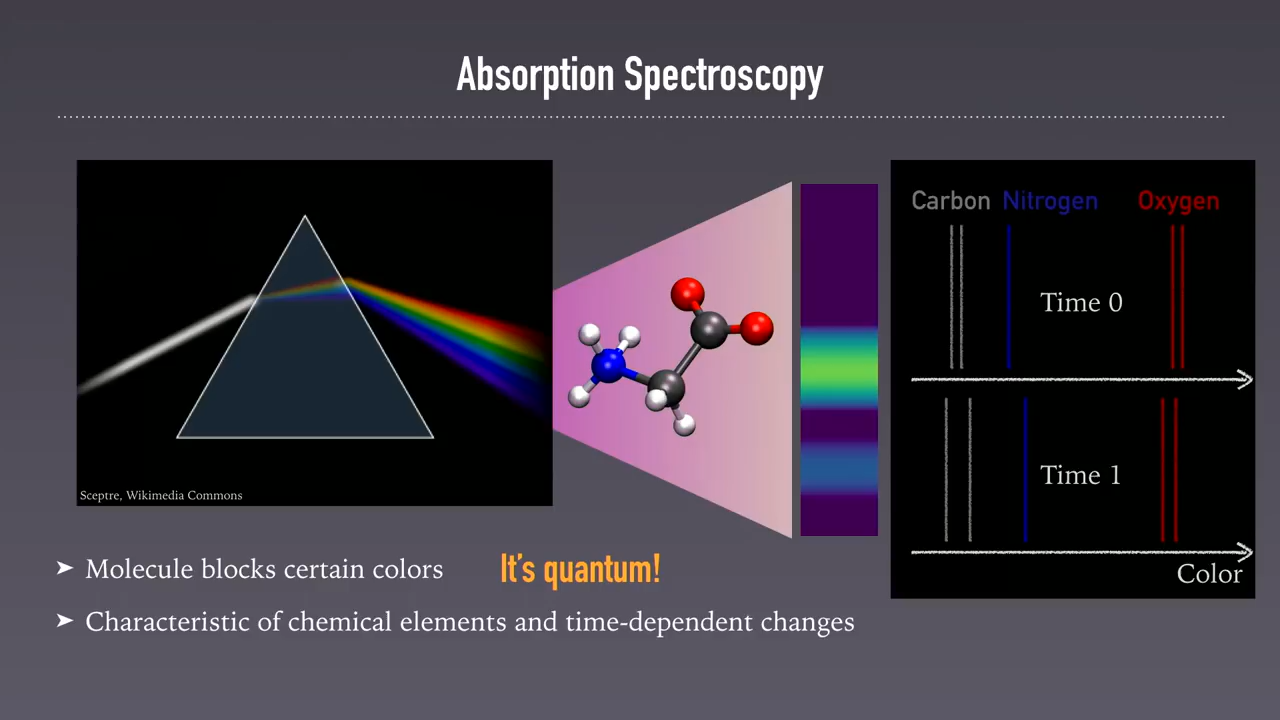 Absorption Spectroscopy
Carbon Nitrogen Oxygen
Time 0
Time 1
Color
Sceptre, Wikimedia Commons
➤ Molecule blocks certain colors
It's quantum!
➤ Characteristic of chemical elements and time-dependent changes